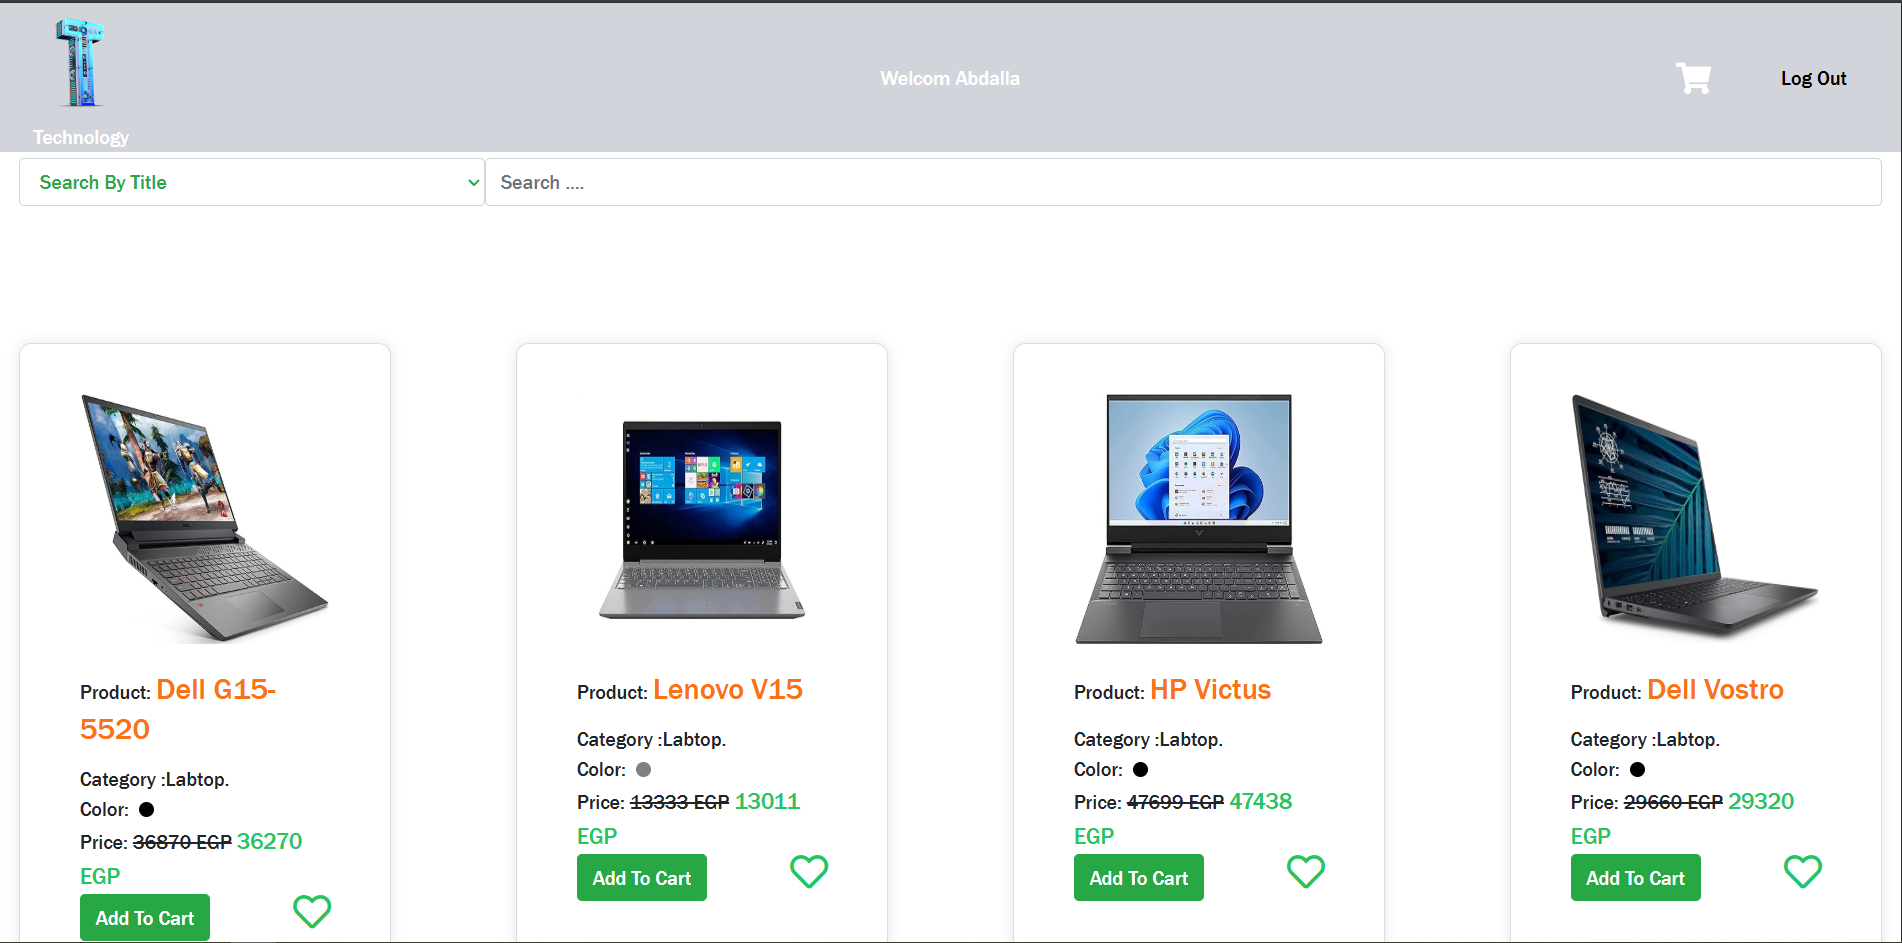 Technology
Welcom Abdalla
Log Out
Search By Title
Search ....
Product: Dell G15-
5520
Category :Labtop.
Color:
Price: 36870 EGP 36270
EGP
Add To Cart
Product: Lenovo V15
Category :Labtop.
Color:
Price: 13333 EGP 13011
EGP
Add To Cart
Product: HP Victus
Category :Labtop.
Color:
Price: 47699 EGP 47438
EGP
Add To Cart
Product: Dell Vostro
Category :Labtop.
Color:
Price: 29660 EGP 29320
EGP
Add To Cart